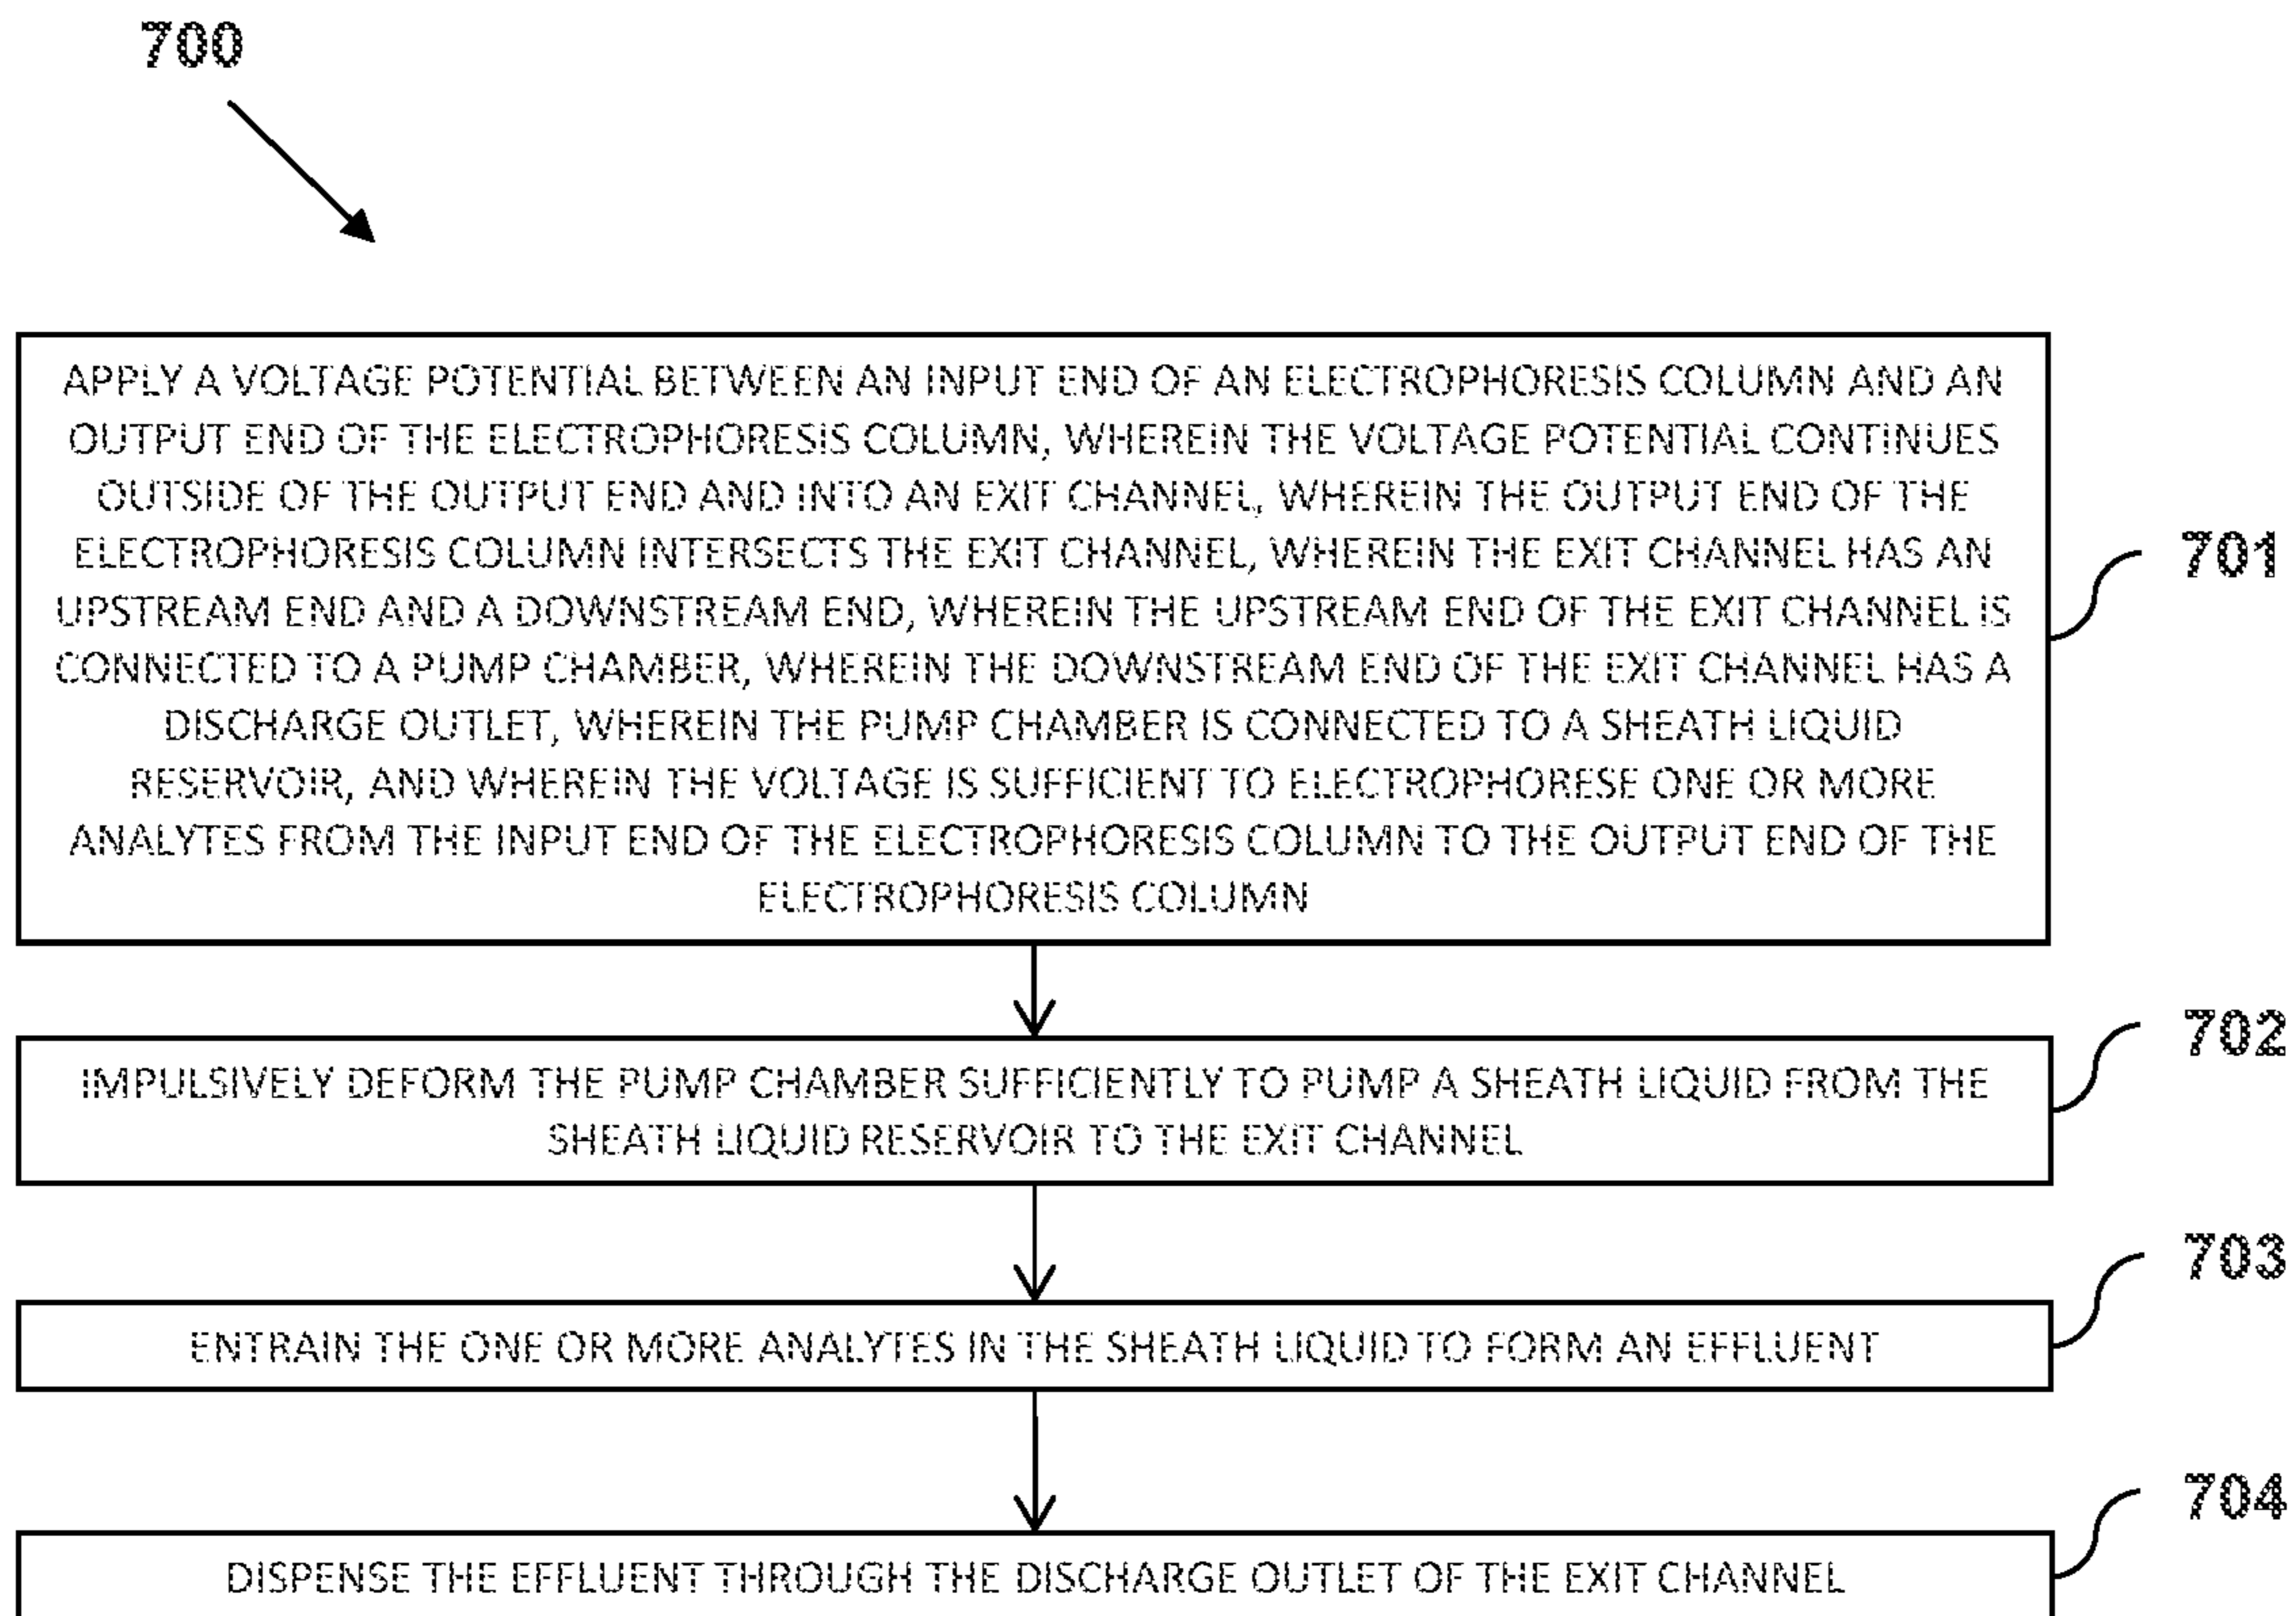 700
APPLY A VOLTAGE POTENTIAL BETWEEN AN INPUT END OF AN ELECTROPHORESIS COLUMN AND AN
OUTPUT END OF THE ELECTROPHORESIS COLUMN, WHEREIN THE VOLTAGE POTENTIAL CONTINUES
OUTSIDE OF THE OUTPUT END AND INTO AN EXIT CHANNEL, WHEREIN THE OUTPUT END OF THE
ELECTROPHORESIS COLUMN INTERSECTS THE EXIT CHANNEL, WHEREIN THE EXIT CHANNEL HAS AN
UPSTREAM END AND A DOWNSTREAM END, WHEREIN THE UPSTREAM END OF THE EXIT CHANNEL IS
CONNECTED TO A PUMP CHAMBER, WHEREIN THE DOWNSTREAM END OF THE EXIT CHANNEL HAS A
DISCHARGE OUTLET, WHEREIN THE PUMP CHAMBER IS CONNECTED TO A SHEATH LIQUID
RESERVOIR, AND WHEREIN THE VOLTAGE IS SUFFICIENT TO ELECTROPHORESE ONE OR MORE
ANALYTES FROM THE INPUT END OF THE ELECTROPHORESIS COLUMN TO THE OUTPUT END OF THE
ELECTROPHORESIS COLUMN
701
IMPULSIVELY DEFORM THE PUMP CHAMBER SUFFICIENTLY TO PUMP A SHEATH LIQUID FROM THE
SHEATH LIQUID RESERVOIR TO THE EXIT CHANNEL
702
ENTRAIN THE ONE OR MORE ANALYTES IN THE SHEATH LIQUID TO FORM AN EFFLUENT
703
DISPENSE THE EFFLUENT THROUGH THE DISCHARGE OUTLET OF THE EXIT CHANNEL
704